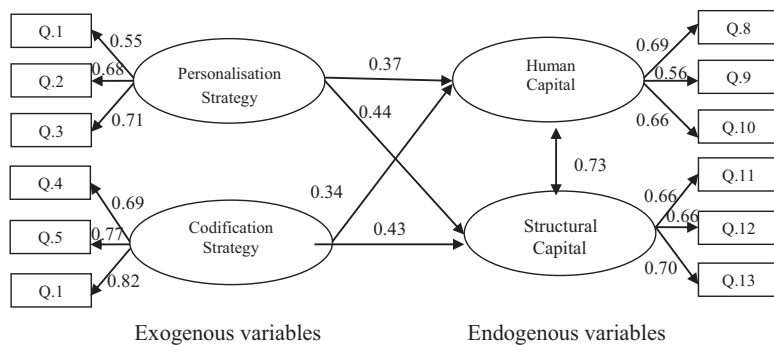 Q.1
0.55
Q.2
0.68
Q.3
0.71
Personalisation
Strategy
0.37
0.44
Human
Capital
0.69
Q.8
0.56
Q.9
0.66
Q.10
0.73
Q.4
0.69
Q.5
0.77
Q.1
0.82
Codification
Strategy
0.34
0.43
Structural
Capital
0.66
Q.11
0.66
Q.12
0.70
Q.13
Exogenous variables
Endogenous variables